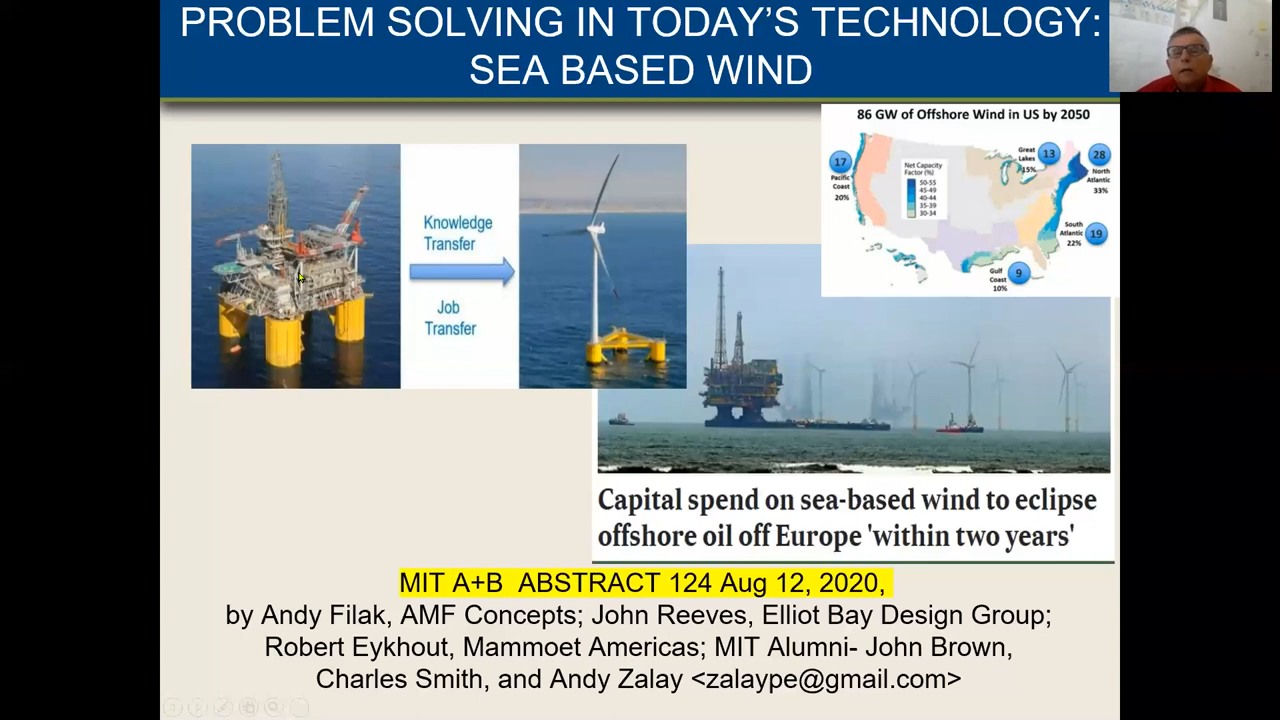 PROBLEM SOLVING IN TODAY'S TECHNOLOGY:
SEA BASED WIND
86 GW of Offshore Wind in US by 2050
17
Pacific
Coast
20%
Net Capacity
Factor (%)
50-55
45-49
40-44
35-39
30-34
Great
Lakes
13
15%
28
North
Atlantic
33%
South
Atlantic
19
22%
Gulf
Coast
9
10%
Knowledge
Transfer
Job
Transfer
Capital spend on sea-based wind to eclipse
offshore oil off Europe 'within two years'
MIT A+B ABSTRACT 124 Aug 12, 2020,
by Andy Filak, AMF Concepts; John Reeves, Elliot Bay Design Group;
Robert Eykhout, Mammoet Americas; MIT Alumni- John Brown,
Charles Smith, and Andy Zalay <zalaype@gmail.com>